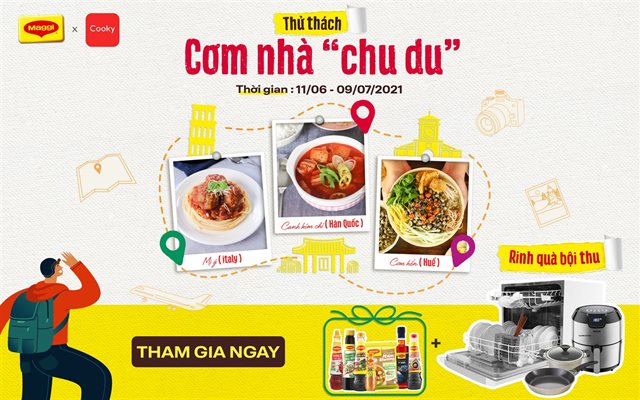 Maggi x Cooky
Thử thách
Cơm nhà “chu du”
Thời gian : 11/06 - 09/07/2021
Canh kim chi ( Hàn Quốc )
Mỳ ( italy )
Cơm hến ( Huế )
Rinh quà bội thu
THAM GIA NGAY
+